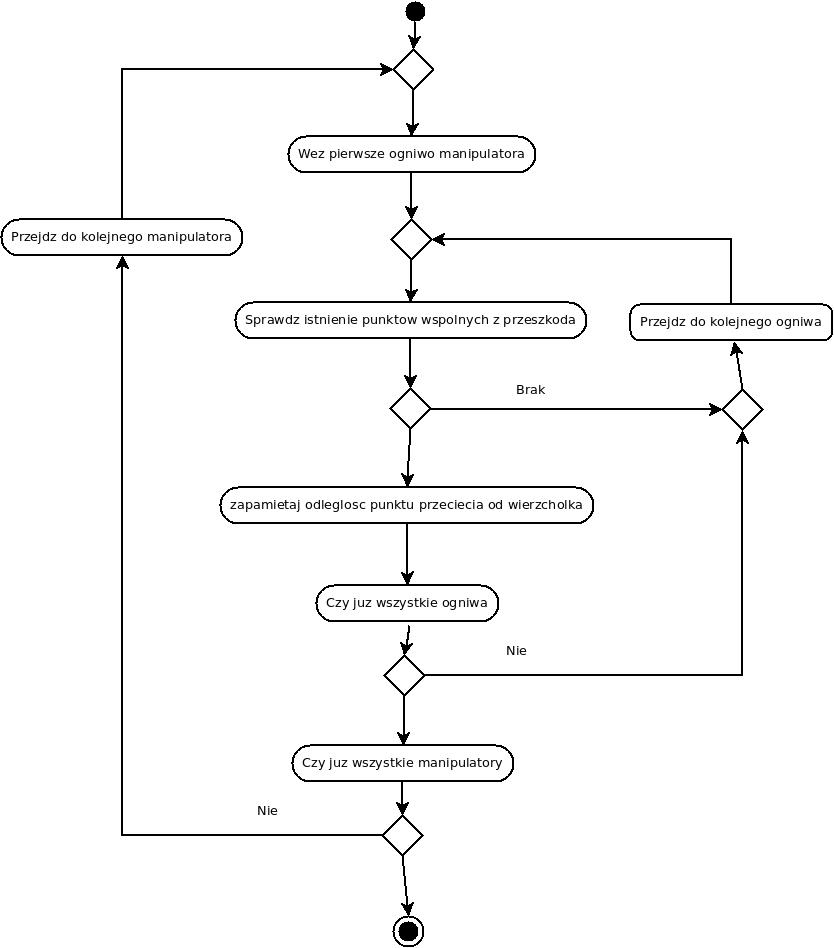 Wez pierwsze ogniwo manipulatora
Przejdz do kolejnego manipulatora
Sprawdz istnienie punktow wspolnych z przeszkoda
Przejdz do kolejnego ogniwa
Brak
zapamietaj odleglosc punktu przeciecia od wierzcholka
Czy juz wszystkie ogniwa
Nie
Czy juz wszystkie manipulatory
Nie